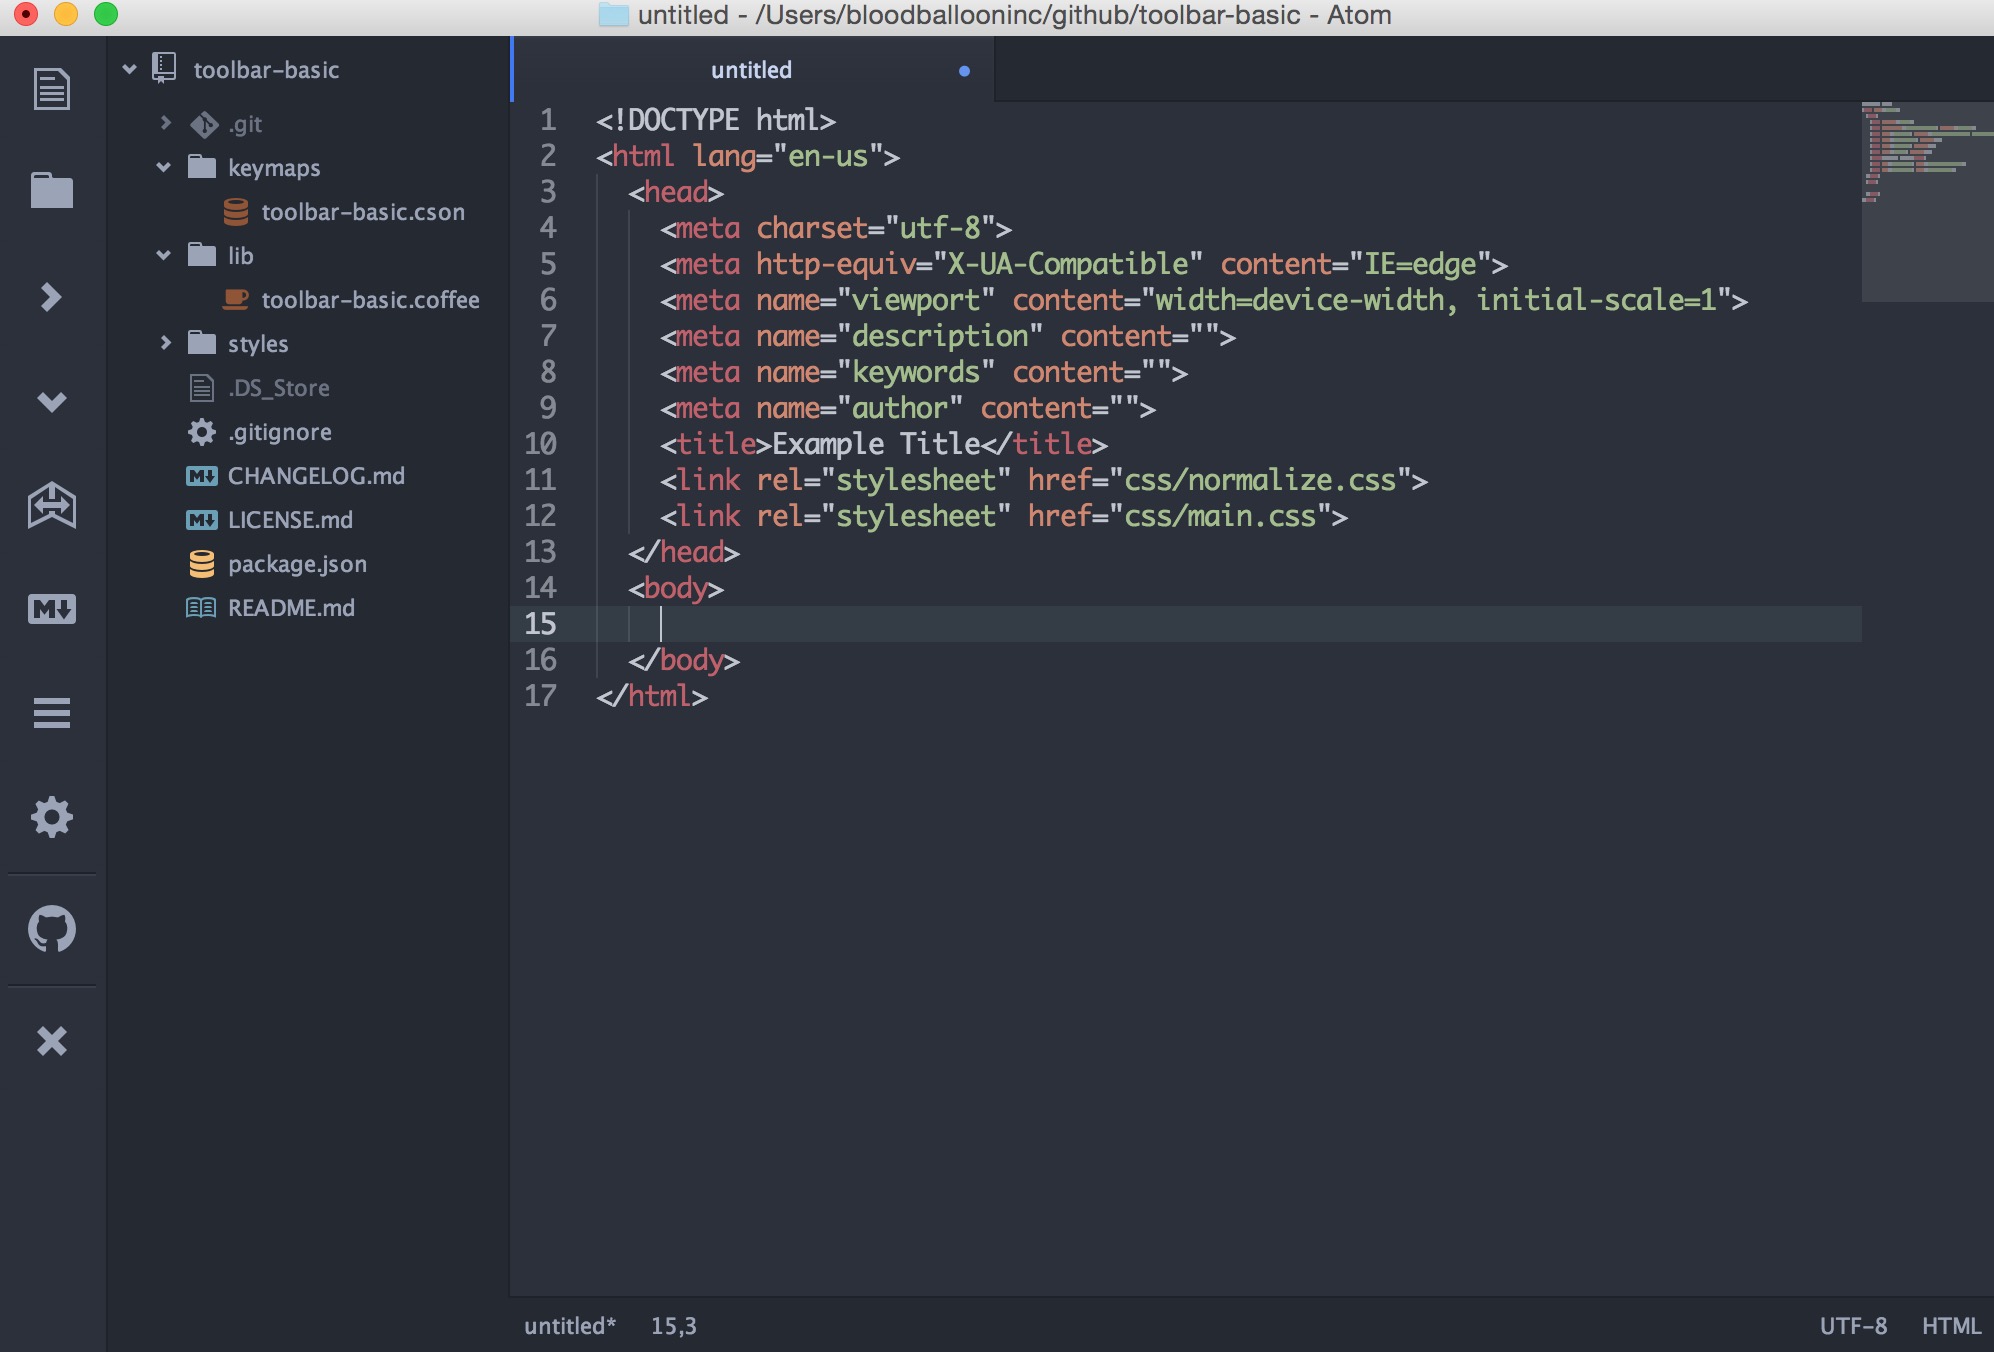 untitled - /Users/bloodballooninc/github/toolbar-basic - Atom
toolbar-basic
.git
keymaps
toolbar-basic.cson
lib
toolbar-basic.coffee
styles
.DS_Store
.gitignore
CHANGELOG.md
LICENSE.md
package.json
README.md
untitled
1 <!DOCTYPE html>
2 <html lang="en-us">
3 <head>
4 <meta charset="utf-8">
5 <meta http-equiv="X-UA-Compatible" content="IE=edge">
6 <meta name="viewport" content="width=device-width, initial-scale=1">
7 <meta name="description" content="">
8 <meta name="keywords" content="">
9 <meta name="author" content="">
10 <title>Example Title</title>
11 <link rel="stylesheet" href="css/normalize.css">
12 <link rel="stylesheet" href="css/main.css">
13 </head>
14 <body>
15
16 </body>
17 </html>
untitled* 15,3 UTF-8 HTML